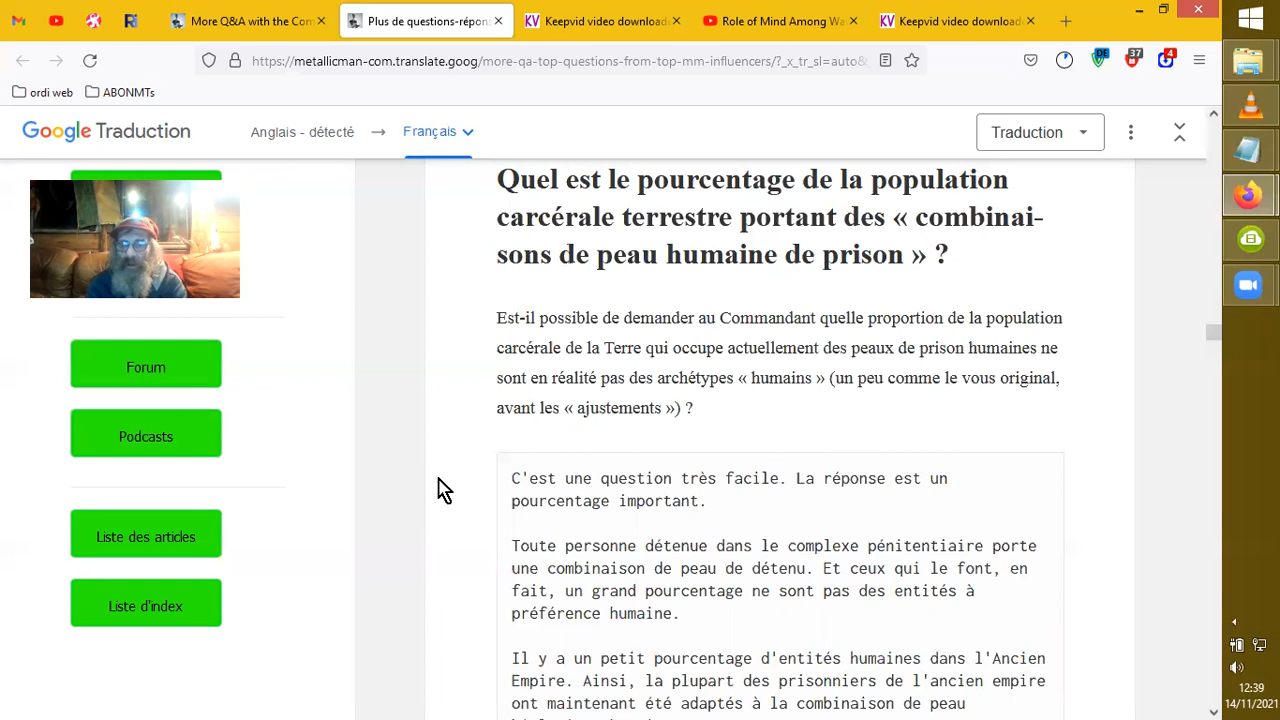 More Q&A with the Com
Plus de questions-répons
Keepvid video download
Role of Mind Among Wa
Keepvid video download
https://metallicman-com.translate.goog/more-qa-top-questions-from-top-mm-influencers/?_x_tr_sl=auto&
DE
37
4
ordi web
ABONMTs
Google Traduction
Anglais - détecté
Français
Traduction
Quel est le pourcentage de la population
carcérale terrestre portant des « combinai-
sons de peau humaine de prison » ?
Est-il possible de demander au Commandant quelle proportion de la population
carcérale de la Terre qui occupe actuellement des peaux de prison humaines ne
sont en réalité pas des archétypes « humains » (un peu comme le vous original,
avant les « ajustements ») ?
Forum
Podcasts
Liste des articles
Liste d'index
C'est une question très facile. La réponse est un
pourcentage important.
Toute personne détenue dans le complexe pénitentiaire porte
une combinaison de peau de détenu. Et ceux qui le font, en
fait, un grand pourcentage ne sont pas des entités à
préférence humaine.
Il y a un petit pourcentage d'entités humaines dans l'Ancien
Empire. Ainsi, la plupart des prisonniers de l'ancien empire
ont maintenant été adaptés à la combinaison de peau
12:39
14/11/2021